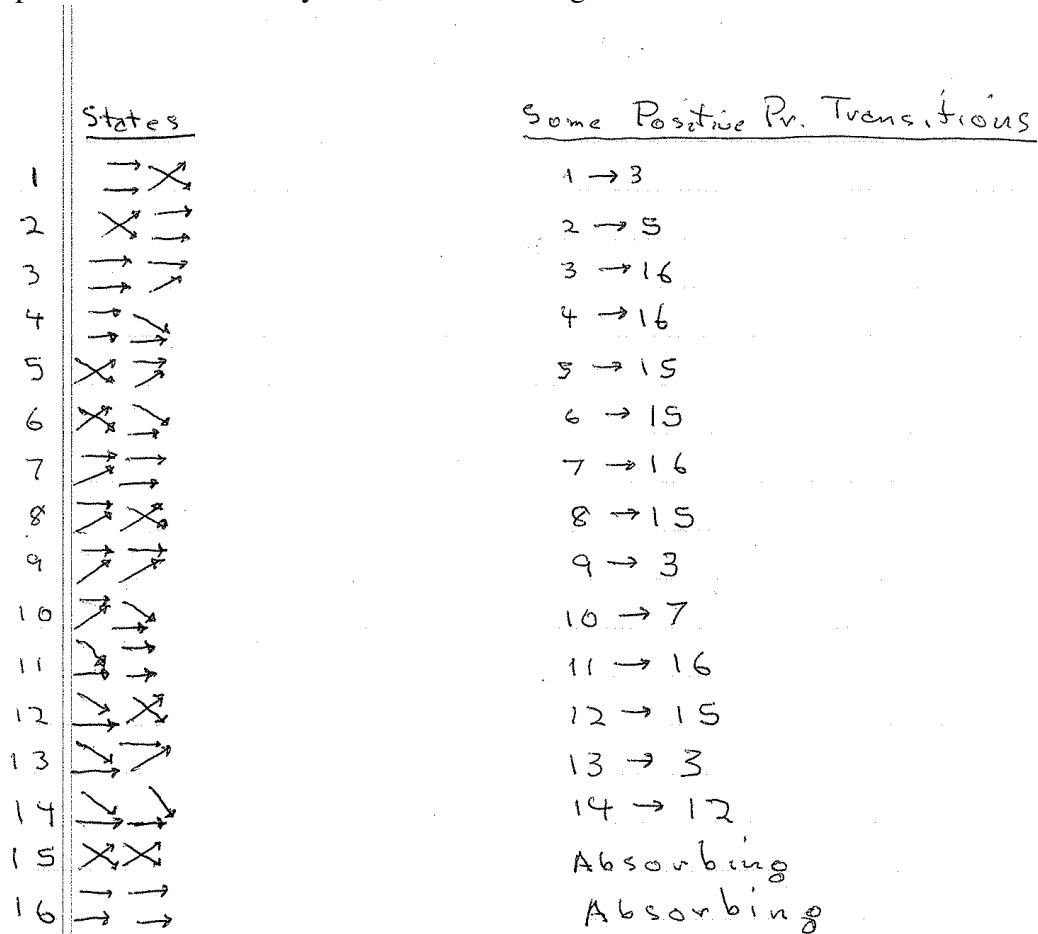 States Some Positive Pr. Transitions
1 1 → 3
2 2 → 5
3 3 → 16
4 4 → 16
5 5 → 15
6 6 → 15
7 7 → 16
8 8 → 15
9 9 → 3
10 10 → 7
11 11 → 16
12 12 → 15
13 13 → 3
14 14 → 12
15 Absorbing
16 Absorbing